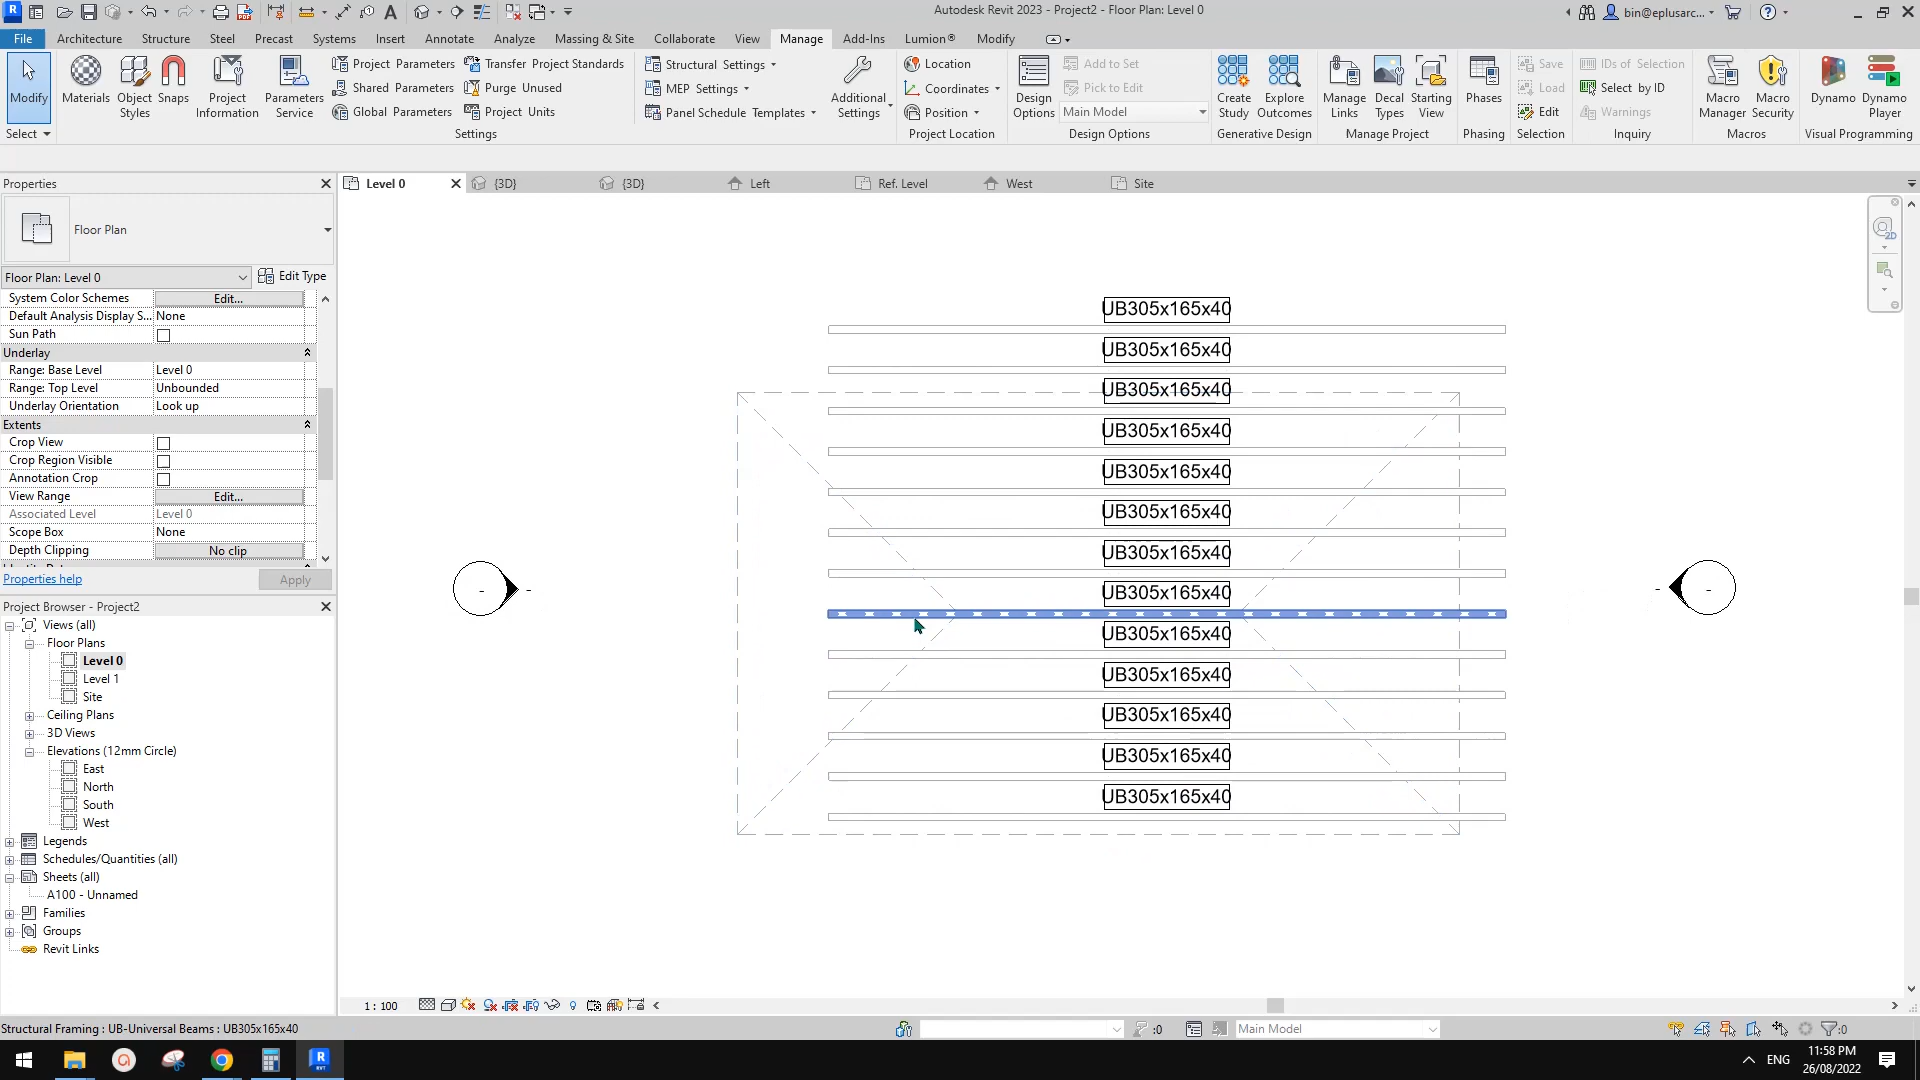 Autodesk Revit 2023 - Project2 - Floor Plan: Level 0
bin@eplusarc...
File Architecture Structure Steel Precast Systems Insert Annotate Analyze Massing & Site Collaborate View Manage Add-Ins Lumion® Modify
Modify
Materials
Object Styles
Snaps
Project Information
Parameters Service
Project Parameters
Shared Parameters
Global Parameters
Transfer Project Standards
Purge Unused
Project Units
Structural Settings
MEP Settings
Panel Schedule Templates
Additional Settings
Location
Coordinates
Position
Design Options
Add to Set
Pick to Edit
Main Model
Create Study
Explore Outcomes
Manage Links
Decal Types
Starting View
Phases
Save
Load
Edit
IDs of Selection
Select by ID
Warnings
Macro Manager
Macro Security
Dynamo
Dynamo Player
Select Settings Project Location Design Options Generative Design Manage Project Phasing Selection Inquiry Macros Visual Programming
Properties
Level 0 {3D} {3D} Left Ref. Level West Site
Floor Plan
Floor Plan: Level 0 Edit Type
System Color Schemes Edit...
Default Analysis Display S... None
Sun Path
Underlay
Range: Base Level Level 0
Range: Top Level Unbounded
Underlay Orientation Look up
Extents
Crop View
Crop Region Visible
Annotation Crop
View Range Edit...
Associated Level Level 0
Scope Box None
Depth Clipping No clip
Properties help Apply
Project Browser - Project2
Views (all)
Floor Plans
Level 0
Level 1
Site
Ceiling Plans
3D Views
Elevations (12mm Circle)
East
North
South
West
Legends
Schedules/Quantities (all)
Sheets (all)
A100 - Unnamed
Families
Groups
Revit Links
UB305x165x40
UB305x165x40
UB305x165x40
UB305x165x40
UB305x165x40
UB305x165x40
UB305x165x40
UB305x165x40
UB305x165x40
UB305x165x40
UB305x165x40
UB305x165x40
UB305x165x40
2D
1 : 100
Structural Framing : UB-Universal Beams : UB305x165x40
:0
Main Model
:0
ENG
11:58 PM
26/08/2022